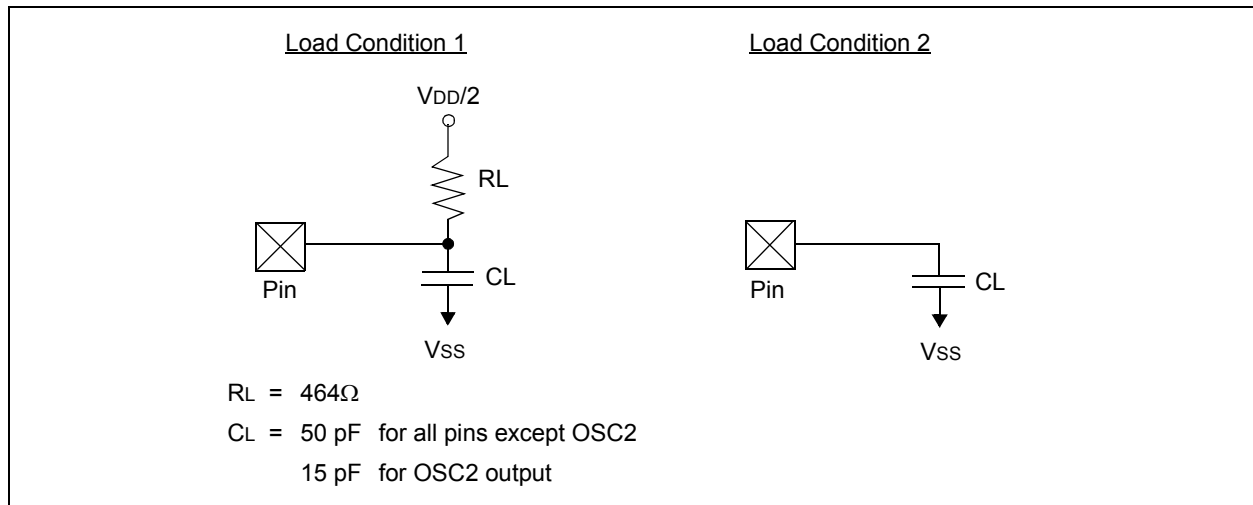 Load Condition 1
Load Condition 2
VDD/2
RL
Pin
CL
VSS
Pin
CL
VSS
RL = 464Ω
CL = 50 pF for all pins except OSC2
15 pF for OSC2 output